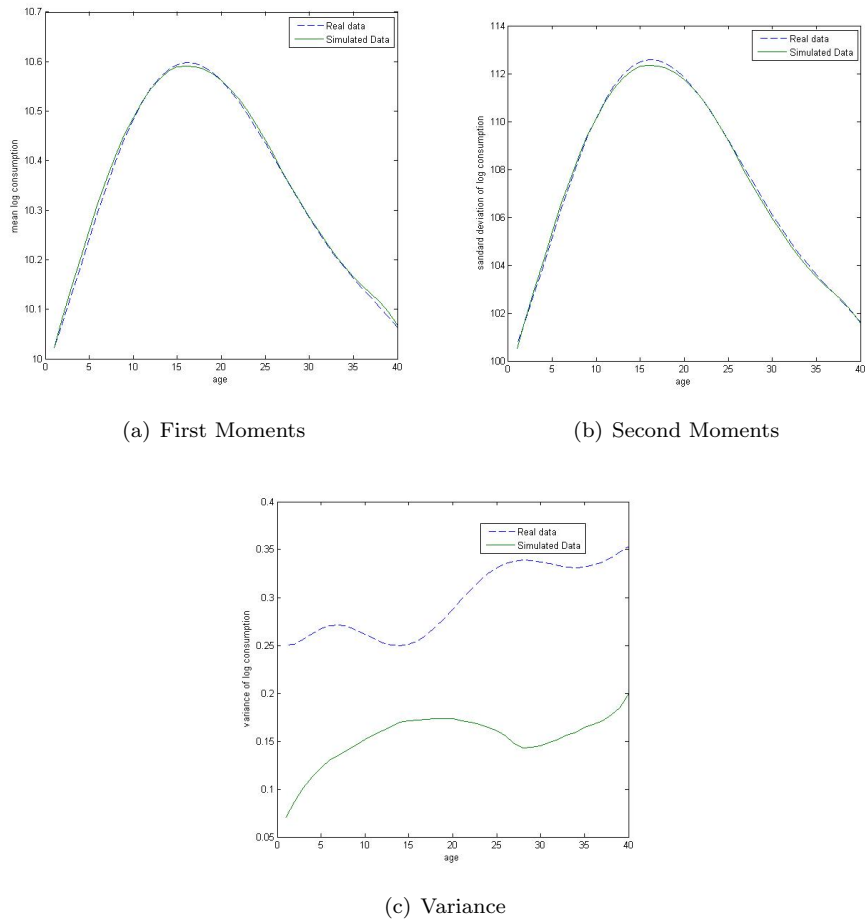 10.7
10.6
10.5
10.4
10.3
10.2
10.1
10
mean log consumption
0 5 10 15 20 25 30 35 40
age
Real data
Simulated Data
(a) First Moments
114
112
110
108
106
104
102
100
sandard deviation of log consumption
0 5 10 15 20 25 30 35 40
age
Real data
Simulated Data
(b) Second Moments
0.4
0.35
0.3
0.25
0.2
0.15
0.1
0.05
variance of log consumption
0 5 10 15 20 25 30 35 40
age
Real data
Simulated Data
(c) Variance